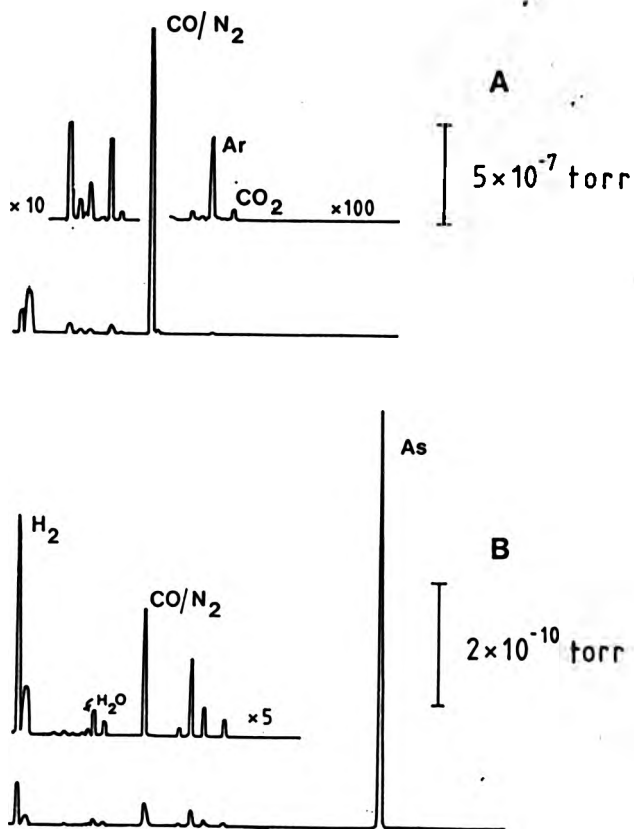 CO/N₂
A
Ar
5×10⁻⁷ torr
×10
CO₂
×100
As
H₂
B
CO/N₂
2×10⁻¹⁰ torr
H₂O
×5